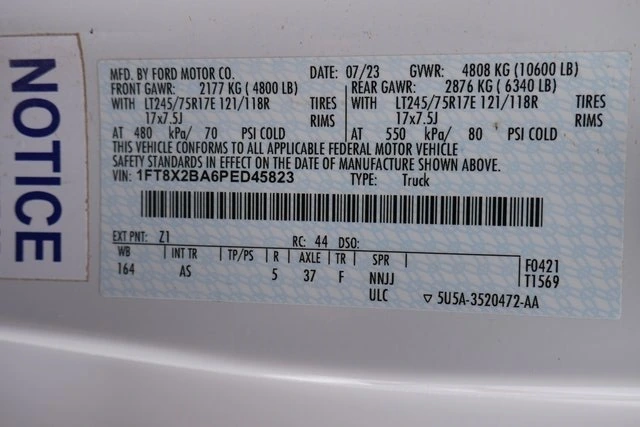 NOTICE
MFD. BY FORD MOTOR CO. DATE: 07/23 GVWR: 4808 KG (10600 LB)
FRONT GAWR: 2177 KG ( 4800 LB) REAR GAWR: 2876 KG ( 6340 LB)
WITH LT245/75R17E 121/118R TIRES WITH LT245/75R17E 121/118R TIRES
17x7.5J RIMS 17x7.5J RIMS
AT 480 kPa/ 70 PSI COLD AT 550 kPa/ 80 PSI COLD
THIS VEHICLE CONFORMS TO ALL APPLICABLE FEDERAL MOTOR VEHICLE
SAFETY STANDARDS IN EFFECT ON THE DATE OF MANUFACTURE SHOWN ABOVE.
VIN: 1FT8X2BA6PED45823 TYPE: Truck
EXT PNT: Z1 RC: 44 DSO:
WB INT TR TP/PS R AXLE TR SPR F0421
164 AS 5 37 F NNJJ T1569
ULC ▽ 5U5A-3520472-AA